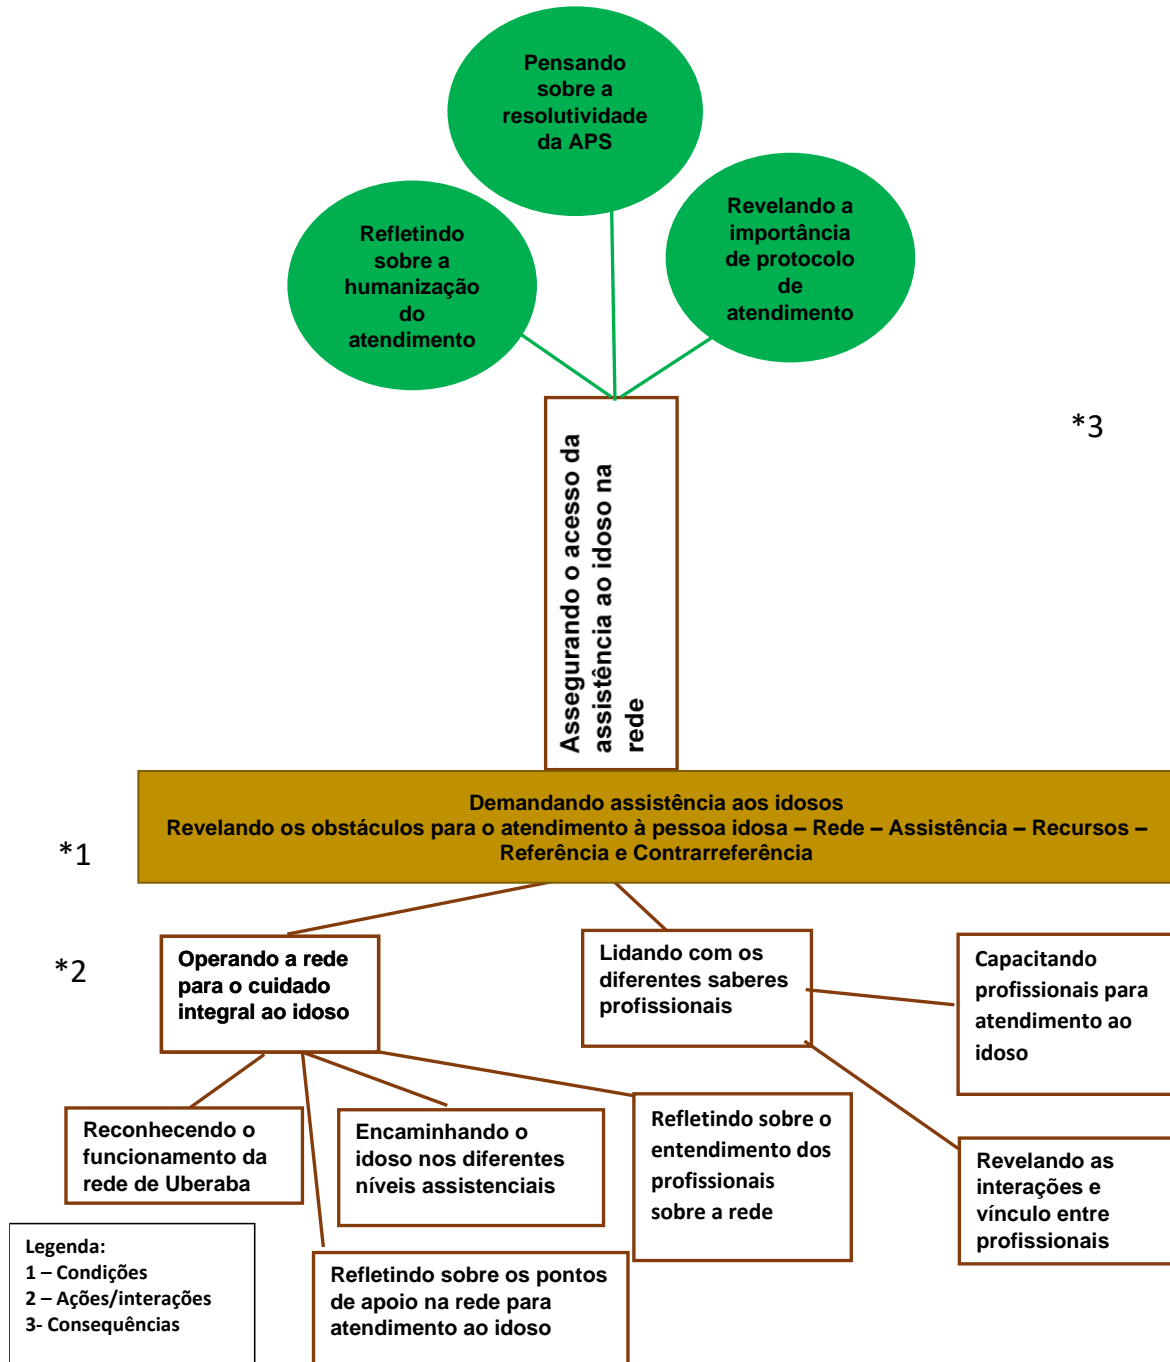 Pensando
sobre a
resolutividade
da APS
Refletindo
sobre a
humanização
do
atendimento
Revelando a
importância
de protocolo
de
atendimento
*3
Assegurando o acesso da
assistência ao idoso na
rede
Demandando assistência aos idosos
Revelando os obstáculos para o atendimento à pessoa idosa – Rede – Assistência – Recursos –
Referência e Contrarreferência
*1
*2
Operando a rede
para o cuidado
integral ao idoso
Lidando com os
diferentes saberes
profissionais
Capacitando
profissionais para
atendimento ao
idoso
Reconhecendo o
funcionamento da
rede de Uberaba
Encaminhando o
idoso nos diferentes
níveis assistenciais
Refletindo sobre o
entendimento dos
profissionais
sobre a rede
Revelando as
interações e
vínculo entre
profissionais
Legenda:
1 – Condições
2 – Ações/interações
3- Consequências
Refletindo sobre os pontos
de apoio na rede para
atendimento ao idoso